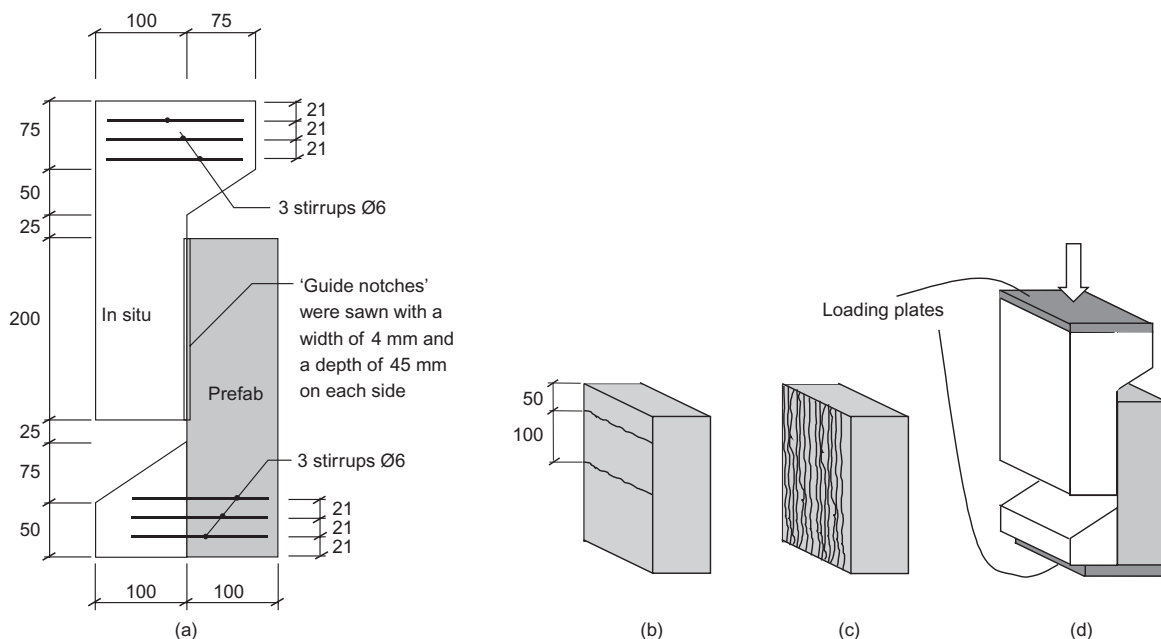 100
75
75
50
25
200
25
75
50
21
21
21
3 stirrups Ø6
In situ
'Guide notches'
were sawn with a
width of 4 mm and
a depth of 45 mm
on each side
Prefab
3 stirrups Ø6
21
21
21
100
100
(a)
50
100
(b)
(c)
Loading plates
(d)